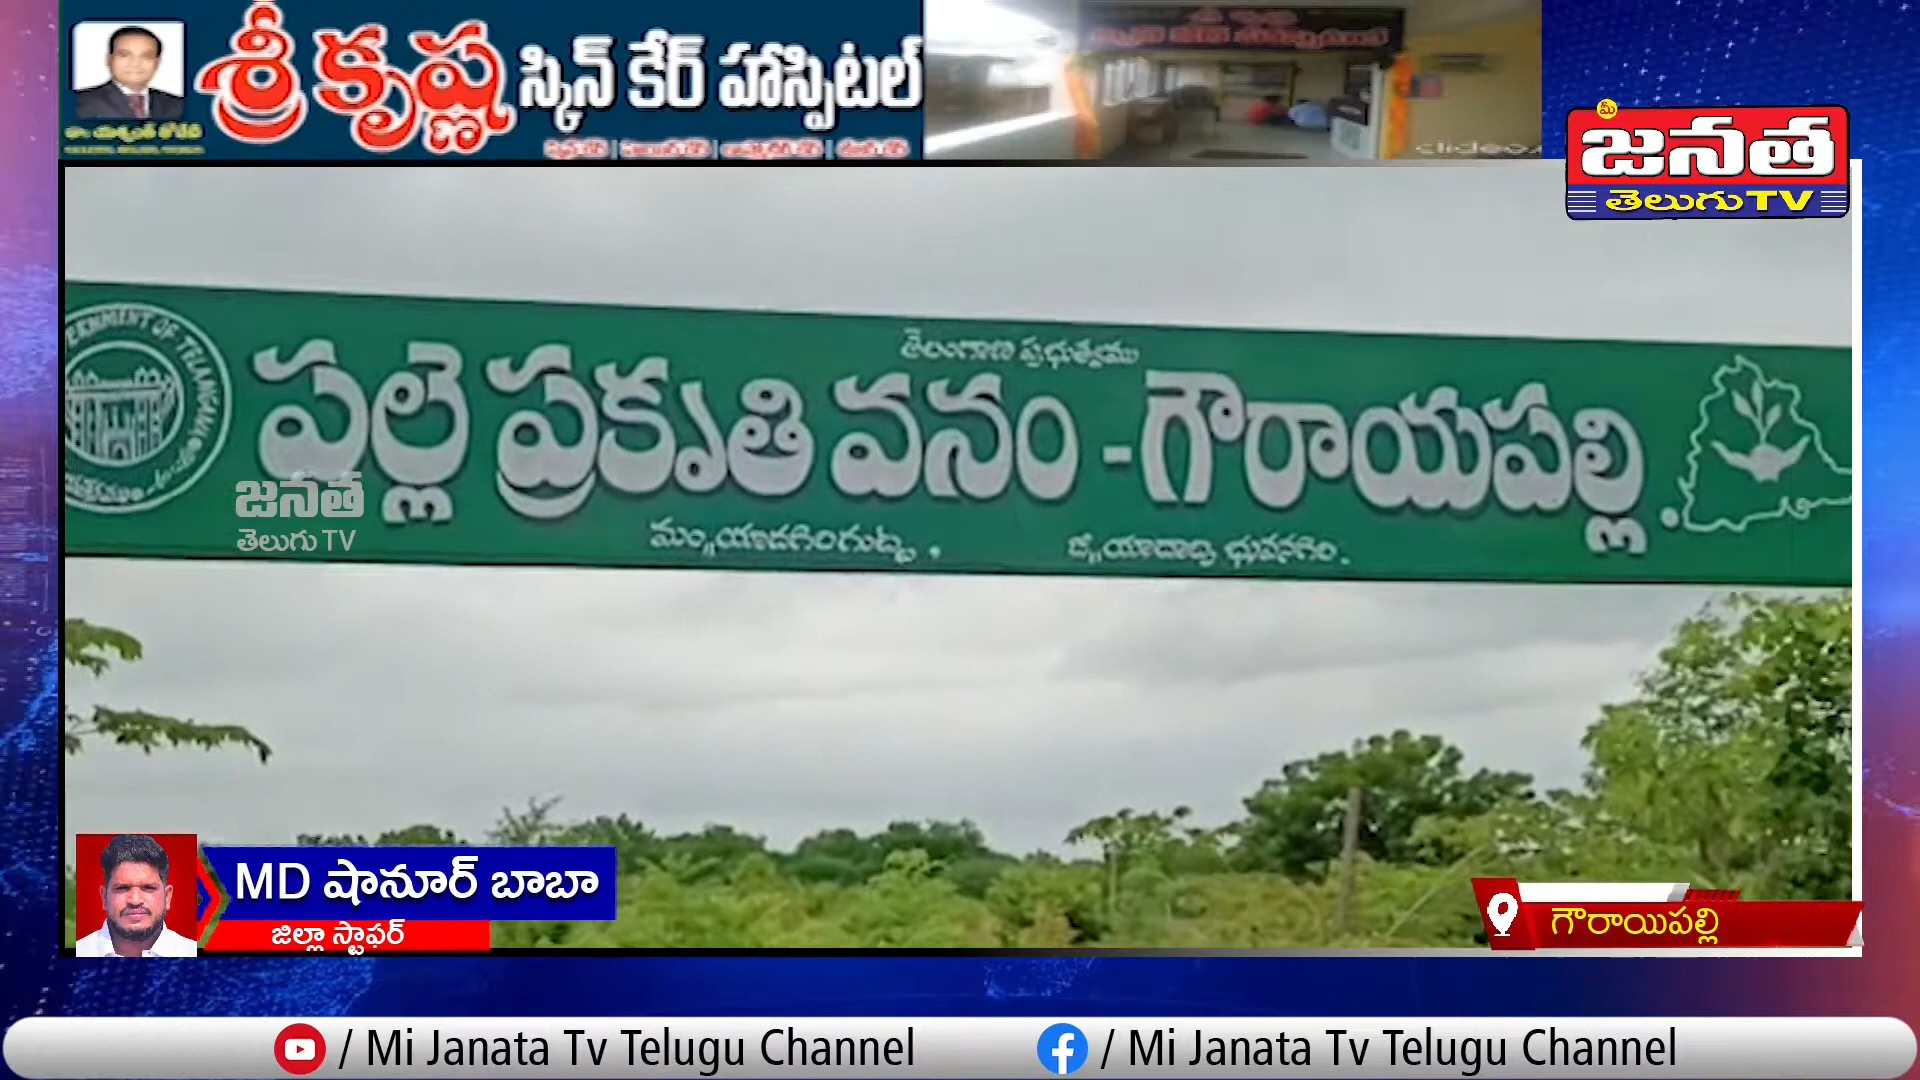 శ్రీ కృష్ణ స్కిన్ కేర్ హాస్పిటల్
మీ
జనత
తెలుగు TV
తెలంగాణ ప్రభుత్వము
పల్లె ప్రకృతి వనం - గౌరాయపల్లి.
మం,,యాదగిరిగుట్ట.
జి,,యాదాద్రి భువనగిరి.
జనత
తెలుగు TV
MD షానూర్ బాబా
జిల్లా స్టాఫర్
గౌరాయిపల్లి
/ Mi Janata Tv Telugu Channel
/ Mi Janata Tv Telugu Channel